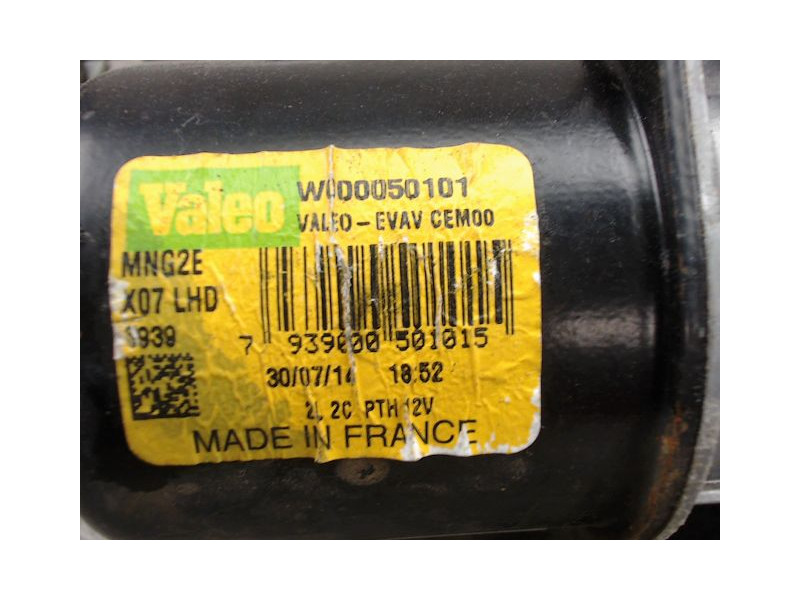 Valeo W000050101
VALEO-EVAV CEM00
MNG2E
X07 LHD
7 939000 501015
30/07/14 18:52
2L 2C PTH 12V
MADE IN FRANCE